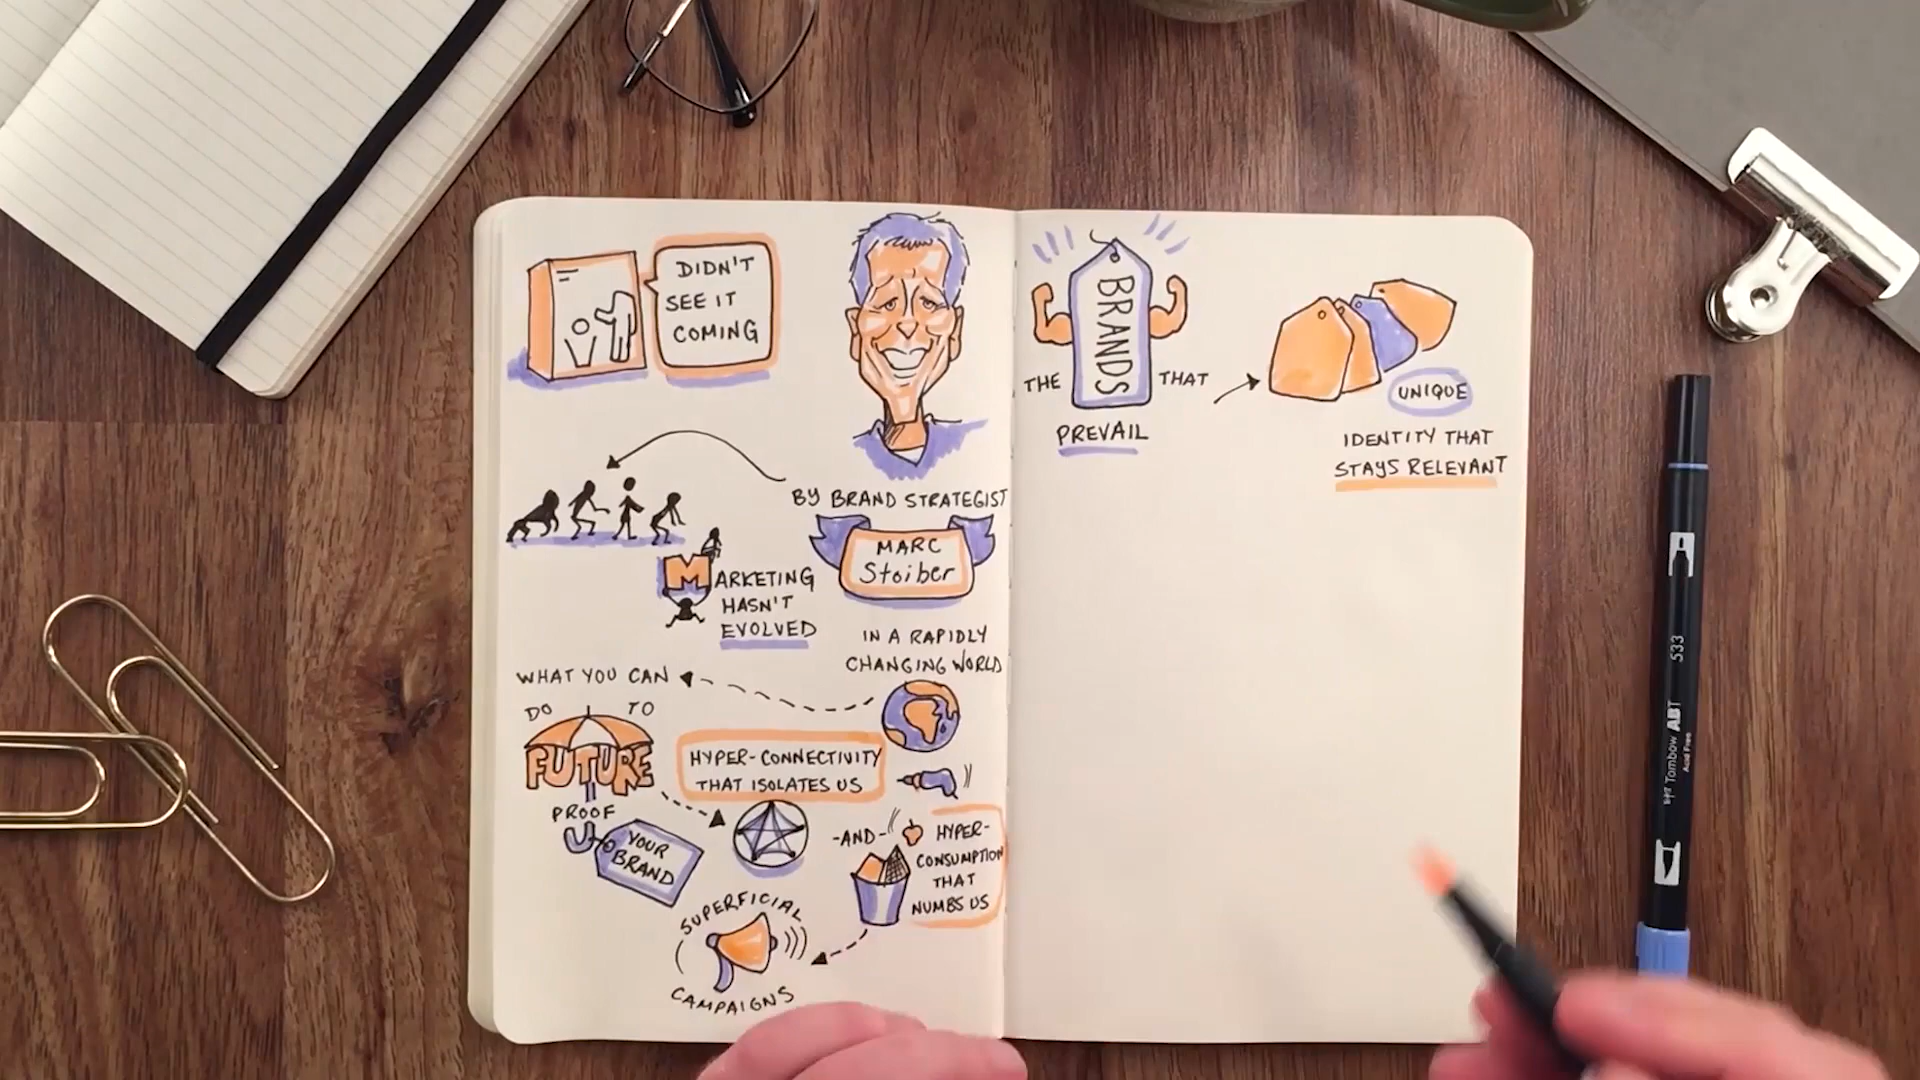 DIDN'T
SEE IT
COMING
BY BRAND STRATEGIST
MARC
Stoiber
MARKETING
HASN'T
EVOLVED
IN A RAPIDLY
CHANGING WORLD
WHAT YOU CAN
DO TO
FUTURE
PROOF
YOUR
BRAND
HYPER-CONNECTIVITY
THAT ISOLATES US
-AND-
HYPER-
CONSUMPTION
THAT
NUMBS US
SUPERFICIAL
CAMPAIGNS
THE BRANDS THAT
PREVAIL
UNIQUE
IDENTITY THAT
STAYS RELEVANT
533
Tombow ABT
Acid Free